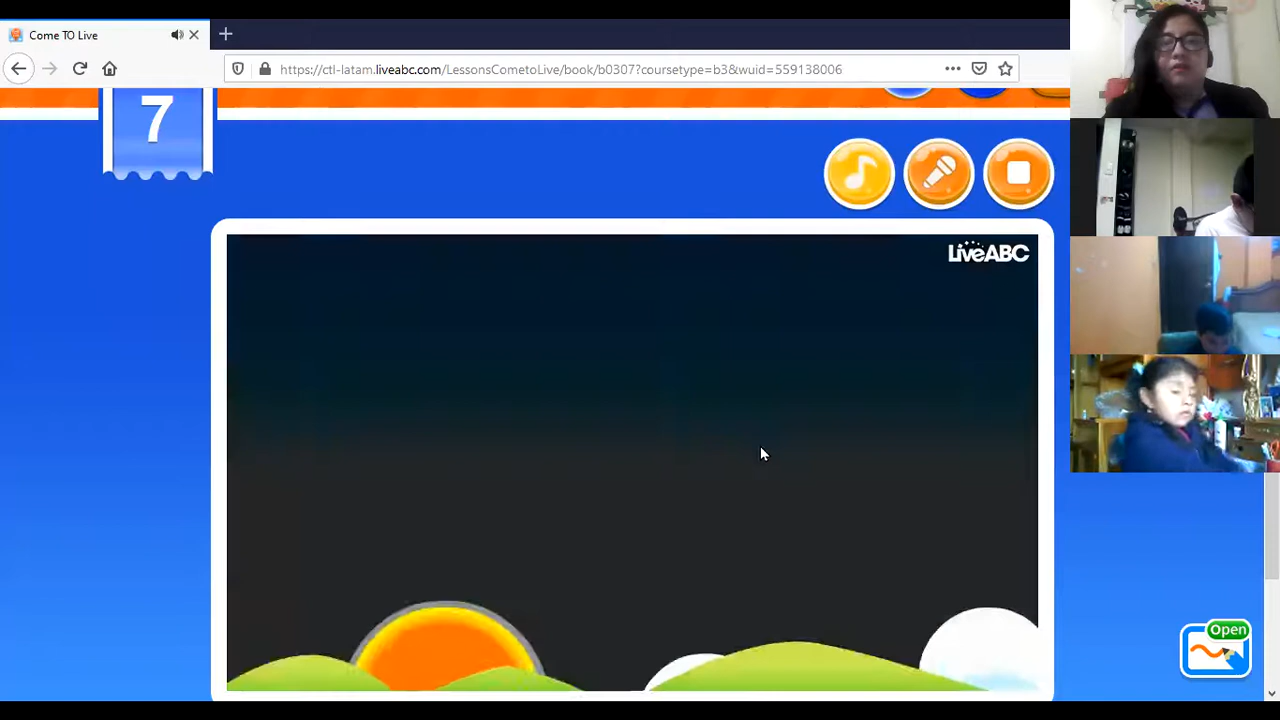 Come TO Live
https://ctl-latam.liveabc.com/LessonsCometoLive/book/b0307?coursetype=b3&wuid=559138006
7
LiveABC
Open